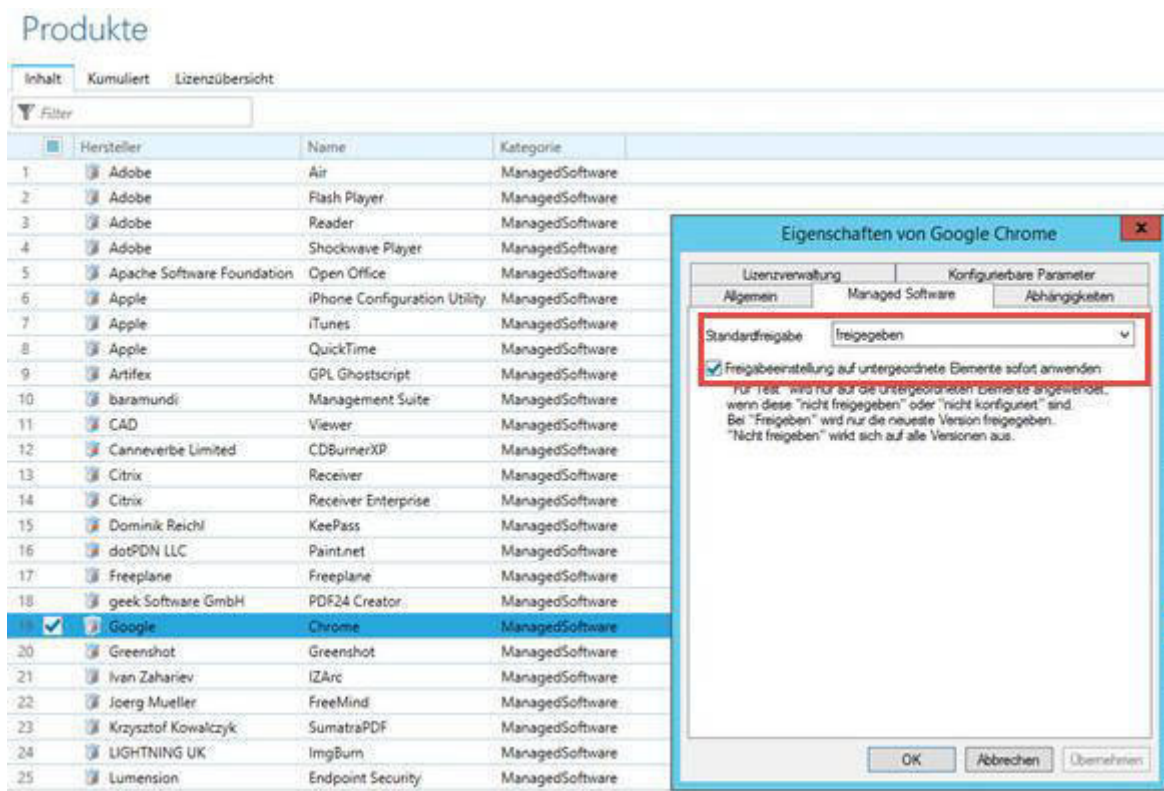 Produkte
Inhalt Kumuliert Lizenzübersicht
Filter
Hersteller Name Kategorie
1 Adobe Air ManagedSoftware
2 Adobe Flash Player ManagedSoftware
3 Adobe Reader ManagedSoftware
4 Adobe Shockwave Player ManagedSoftware
5 Apache Software Foundation Open Office ManagedSoftware
6 Apple iPhone Configuration Utility ManagedSoftware
7 Apple iTunes ManagedSoftware
8 Apple QuickTime ManagedSoftware
9 Artifex GPL Ghostscript ManagedSoftware
10 baramundi Management Suite ManagedSoftware
11 CAD Viewer ManagedSoftware
12 Canneverbe Limited CDBurnerXP ManagedSoftware
13 Citrix Receiver ManagedSoftware
14 Citrix Receiver Enterprise ManagedSoftware
15 Dominik Reichl KeePass ManagedSoftware
16 dotPDN LLC Paint.net ManagedSoftware
17 Freeplane Freeplane ManagedSoftware
18 geek Software GmbH PDF24 Creator ManagedSoftware
19 Google Chrome ManagedSoftware
20 Greenshot Greenshot ManagedSoftware
21 Ivan Zahariev IZArc ManagedSoftware
22 Joerg Mueller FreeMind ManagedSoftware
23 Krzysztof Kowalczyk SumatraPDF ManagedSoftware
24 LIGHTNING UK ImgBurn ManagedSoftware
25 Lumension Endpoint Security ManagedSoftware
Eigenschaften von Google Chrome
Lizenzverwaltung Konfigurierbare Parameter
Allgemein Managed Software Abhängigkeiten
Standardfreigabe freigegeben
Freigabeeinstellung auf untergeordnete Elemente sofort anwenden
"Für Test" wird nur auf die untergeordneten Elemente angewendet,
wenn diese "nicht freigegeben" oder "nicht konfiguriert" sind.
Bei "Freigeben" wird nur die neueste Version freigegeben.
"Nicht freigeben" wirkt sich auf alle Versionen aus.
OK Abbrechen Übernehmen